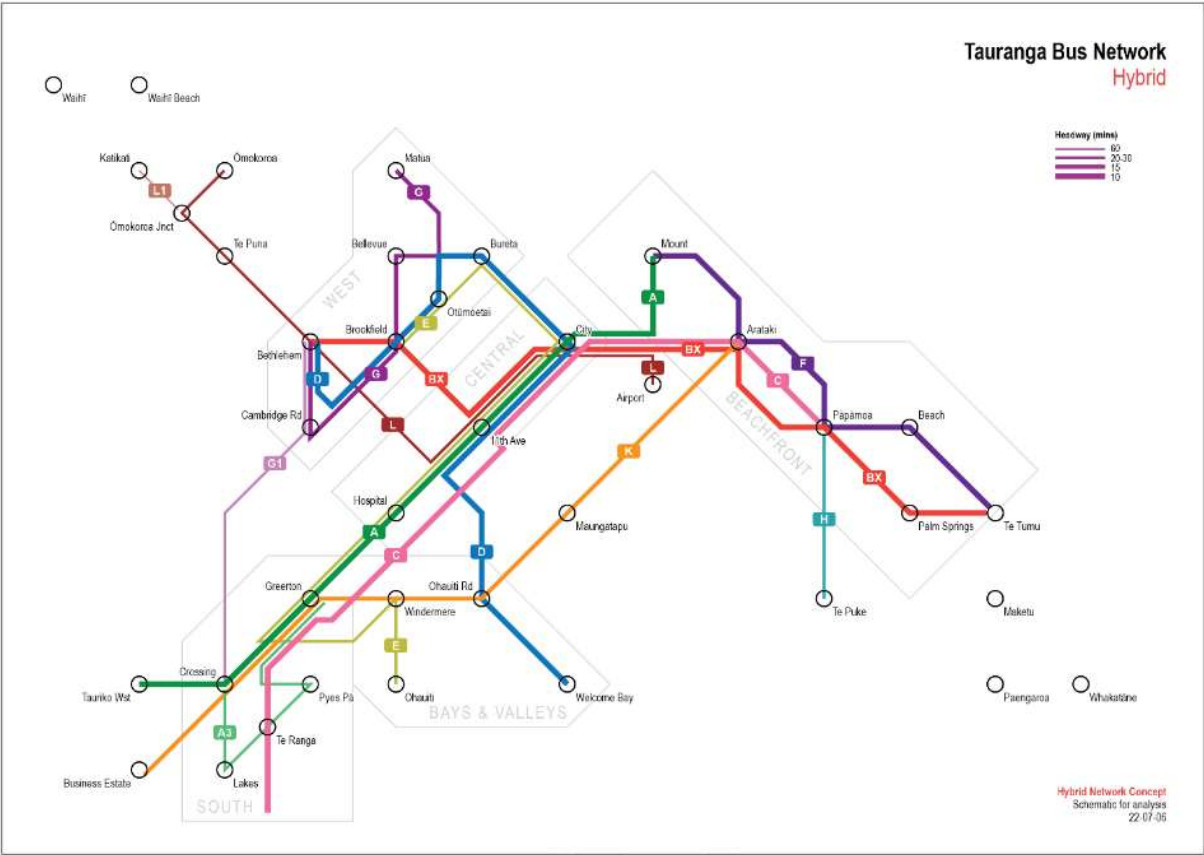 Tauranga Bus Network
Hybrid
Waihī
Waihī Beach
Headway (mins)
60
20-30
15
10
Katikati
Ōmokoroa
Matua
L1
G
Ōmokoroa Jnct
Te Puna
Bellevue
Bureta
Mount
WEST
A
Otūmoetai
E
Brookfield
City
Arataki
Bethlehem
CENTRAL
BX
F
D
G
BX
L
C
Airport
BEACHFRONT
Cambridge Rd
L
11th Ave
Papamoa
Beach
K
G1
BX
Hospital
A
Maungatapu
H
Palm Springs
Te Tumu
C
D
Greerton
Ohauiti Rd
Windermere
Te Puke
Maketu
E
Crossing
Tauriko Wst
Pyes Pā
Ohauiti
Welcome Bay
Paengaroa
Whakatāne
BAYS & VALLEYS
A3
Te Ranga
Business Estate
Lakes
SOUTH
Hybrid Network Concept
Schematic for analysis
22-07-06